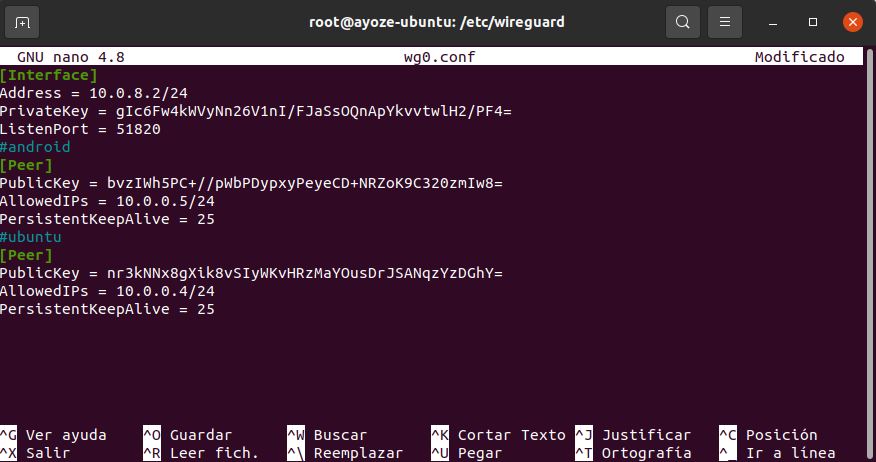 root@ayoze-ubuntu: /etc/wireguard
GNU nano 4.8 wg0.conf Modificado
[Interface]
Address = 10.0.8.2/24
PrivateKey = gIc6Fw4kWVyNn26V1nI/FJaSsOQnApYkvvtwlH2/PF4=
ListenPort = 51820
#android
[Peer]
PublicKey = bvzIWh5PC+//pWbPDypxyPeyeCD+NRZoK9C320zmIw8=
AllowedIPs = 10.0.0.5/24
PersistentKeepAlive = 25
#ubuntu
[Peer]
PublicKey = nr3kNNx8gXik8vSIyWKvHRzMaYOusDrJSANqzYzDGhY=
AllowedIPs = 10.0.0.4/24
PersistentKeepAlive = 25
^G Ver ayuda ^O Guardar ^W Buscar ^K Cortar Texto ^J Justificar ^C Posición
^X Salir ^R Leer fich. ^\ Reemplazar ^U Pegar ^T Ortografía ^_ Ir a línea